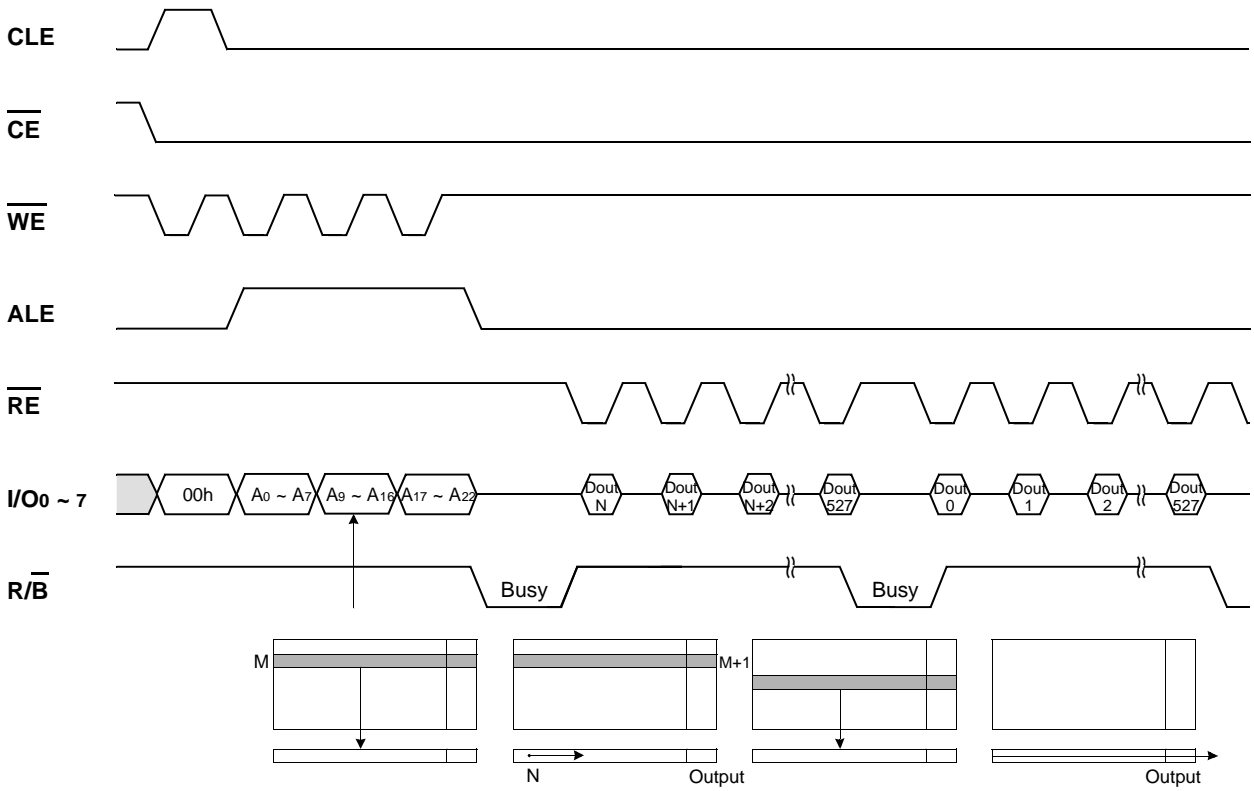 CLE
CE
WE
ALE
RE
I/O0 ~ 7 00h A0 ~ A7 A9 ~ A16 A17 ~ A22 Dout N Dout N+1 Dout N+2 Dout 527 Dout 0 Dout 1 Dout 2 Dout 527
R/B Busy Busy
M M+1
N Output Output